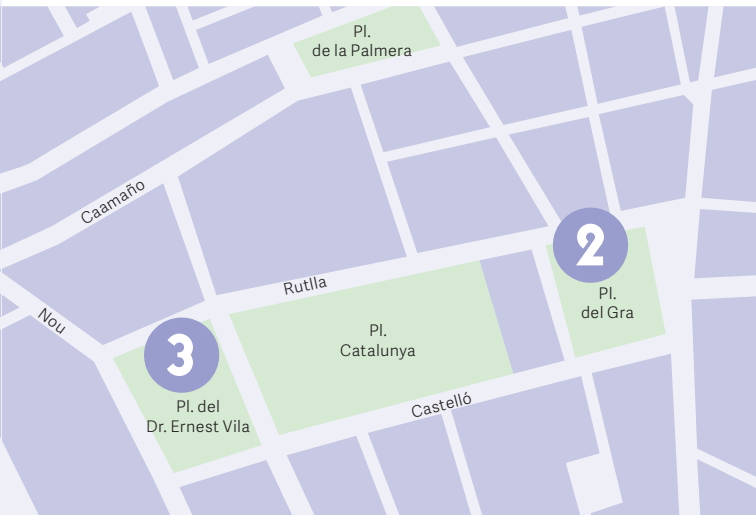 Pl.
de la Palmera
Caamaño
2
Rutlla
Pl.
del Gra
Nou
3
Pl.
Catalunya
Castelló
Pl. del
Dr. Ernest Vila